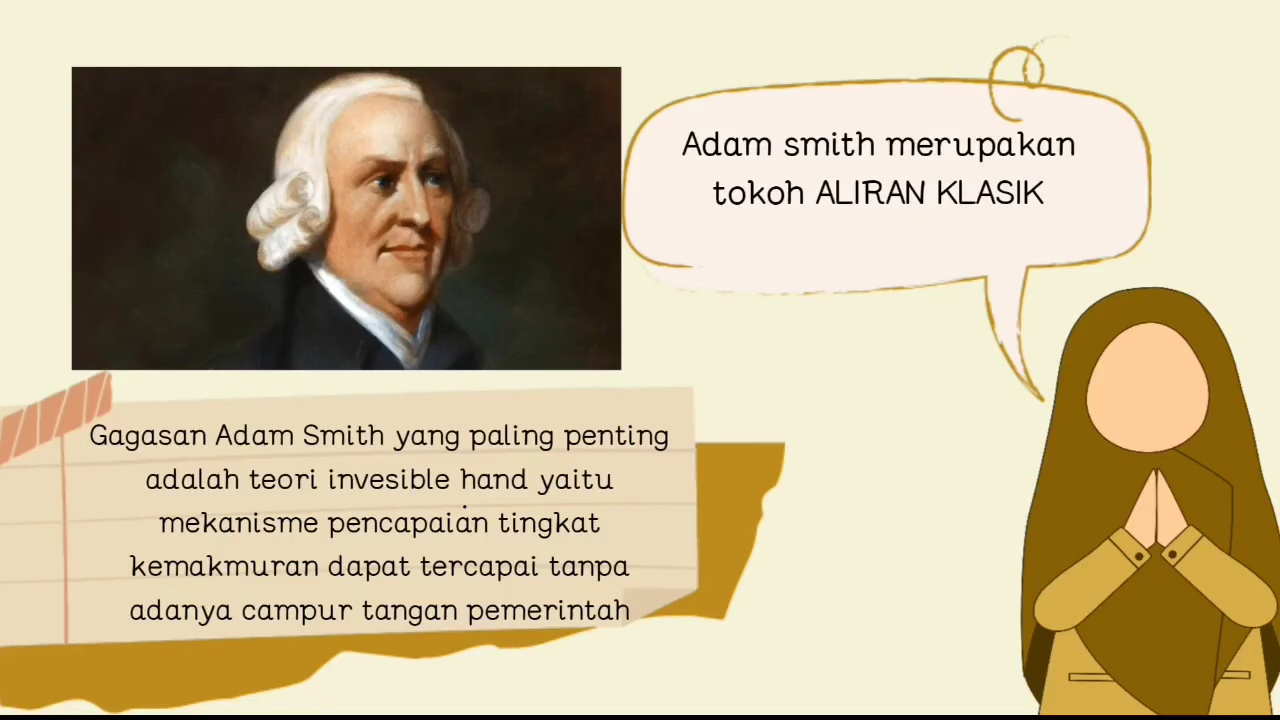 Adam smith merupakan
tokoh ALIRAN KLASIK
Gagasan Adam Smith yang paling penting
adalah teori invesible hand yaitu
mekanisme pencapaian tingkat
kemakmuran dapat tercapai tanpa
adanya campur tangan pemerintah